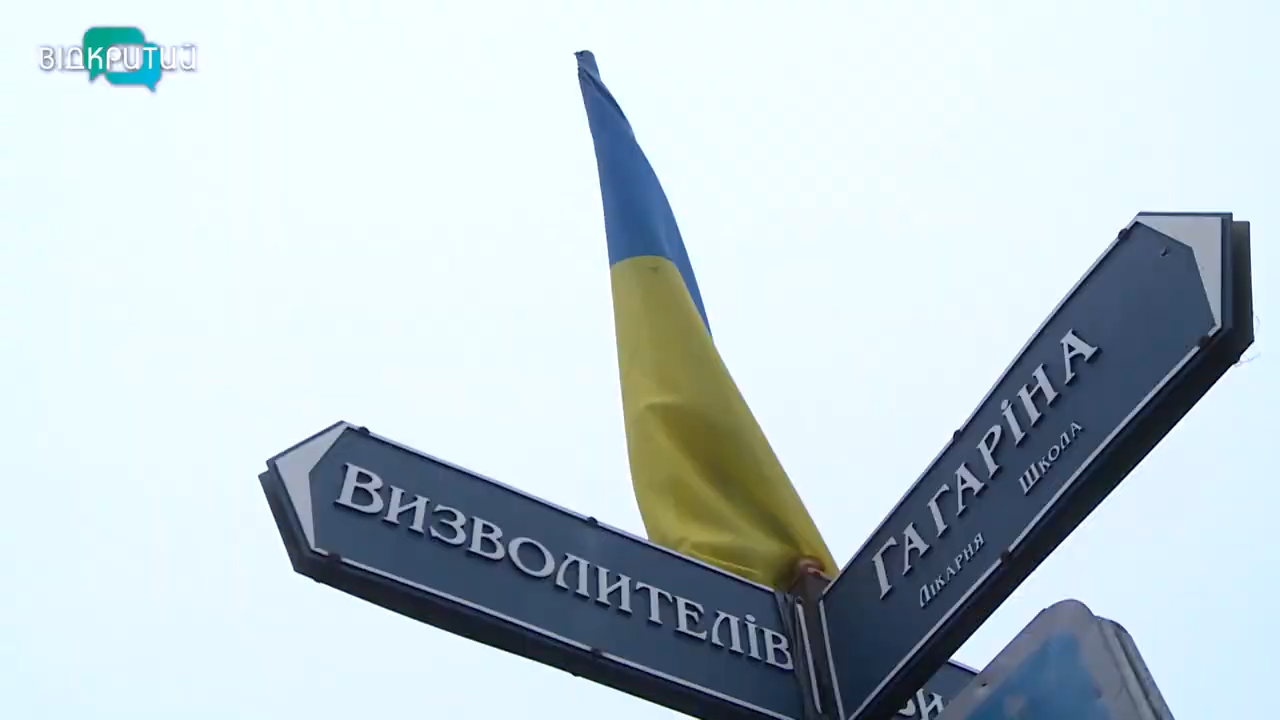 ВІДКРИТИЙ
ВИЗВОЛИТЕЛІВ
ГАГАРІНА
Лікарня Школа